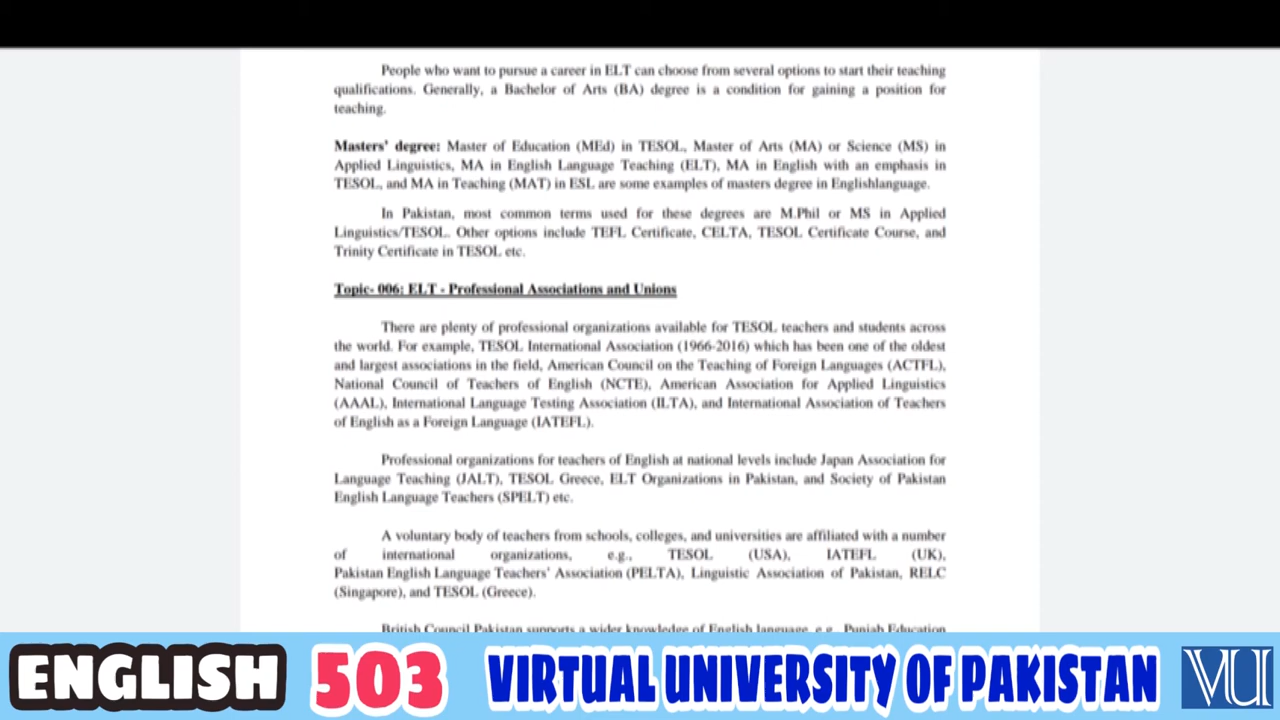 People who want to pursue a career in ELT can choose from several options to start their teaching
qualifications. Generally, a Bachelor of Arts (BA) degree is a condition for gaining a position for
teaching.
Masters' degree: Master of Education (MEd) in TESOL, Master of Arts (MA) or Science (MS) in
Applied Linguistics, MA in English Language Teaching (ELT), MA in English with an emphasis in
TESOL, and MA in Teaching (MAT) in ESL are some examples of masters degree in Englishlanguage.
In Pakistan, most common terms used for these degrees are M.Phil or MS in Applied
Linguistics/TESOL. Other options include TEFL Certificate, CELTA, TESOL Certificate Course, and
Trinity Certificate in TESOL etc.
Topic- 006: ELT - Professional Associations and Unions
There are plenty of professional organizations available for TESOL teachers and students across
the world. For example, TESOL International Association (1966-2016) which has been one of the oldest
and largest associations in the field, American Council on the Teaching of Foreign Languages (ACTFL),
National Council of Teachers of English (NCTE), American Association for Applied Linguistics
(AAAL), International Language Testing Association (ILTA), and International Association of Teachers
of English as a Foreign Language (IATEFL).
Professional organizations for teachers of English at national levels include Japan Association for
Language Teaching (JALT), TESOL Greece, ELT Organizations in Pakistan, and Society of Pakistan
English Language Teachers (SPELT) etc.
A voluntary body of teachers from schools, colleges, and universities are affiliated with a number
of international organizations, e.g., TESOL (USA), IATEFL (UK),
Pakistan English Language Teachers' Association (PELTA), Linguistic Association of Pakistan, RELC
(Singapore), and TESOL (Greece).
British Council Pakistan supports a wider knowledge of English language, e.g., Punjab Education
ENGLISH 503 VIRTUAL UNIVERSITY OF PAKISTAN VU